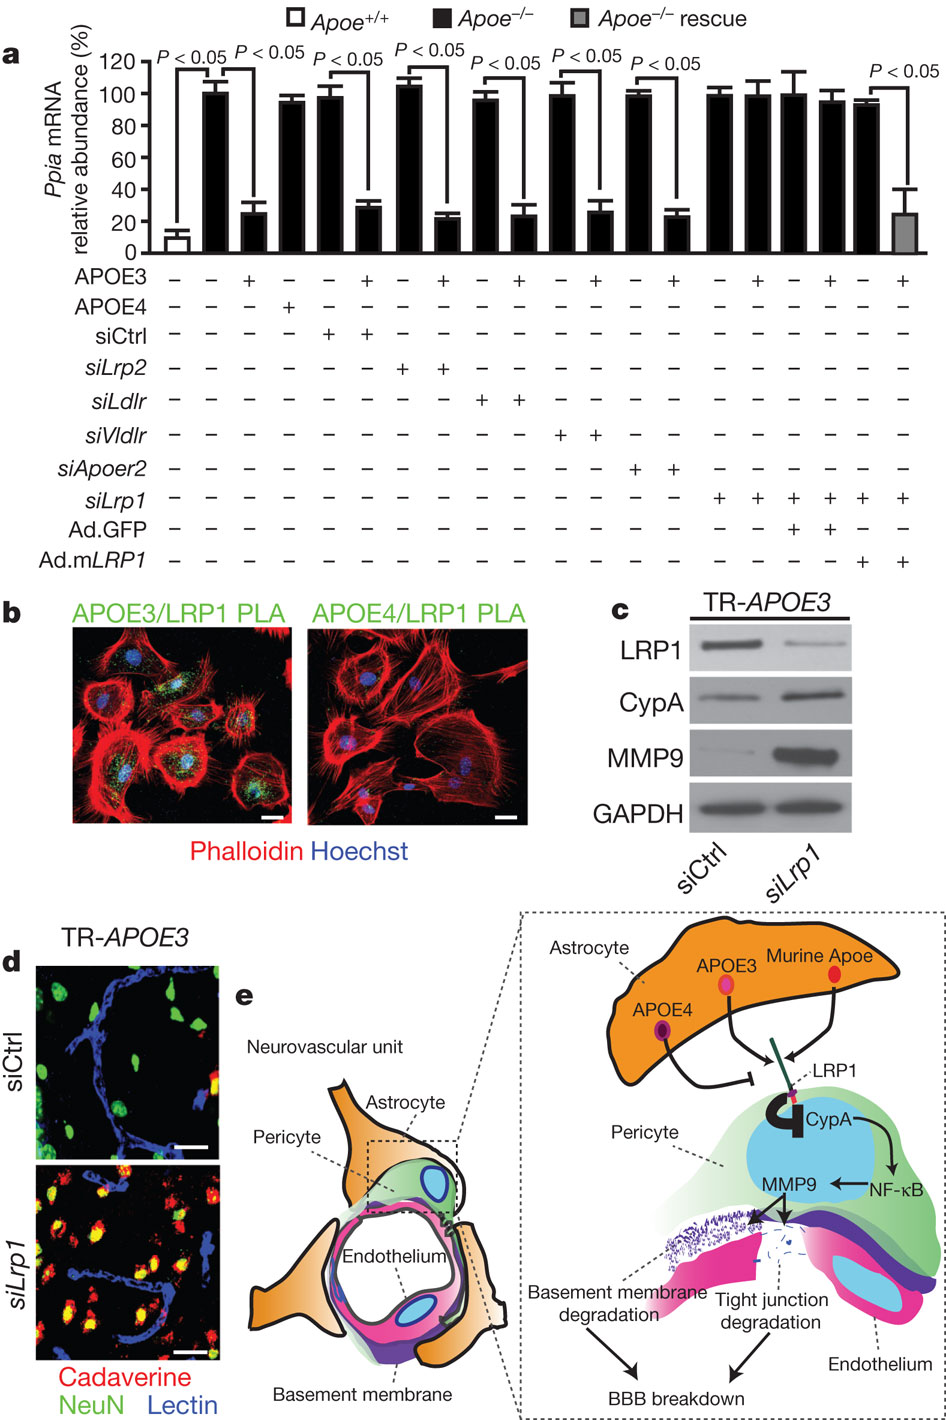 Apoe+/+ Apoe−/− Apoe−/− rescue
a
Ppia mRNA
relative abundance (%)
P < 0.05 P < 0.05 P < 0.05 P < 0.05 P < 0.05 P < 0.05 P < 0.05 P < 0.05
120
100
80
60
40
20
0
APOE3 − − + − − + − + − + − + − + − + − + − +
APOE4 − − − + − − − − − − − − − − − − − − − −
siCtrl − − − − + + − − − − − − − − − − − − − −
siLrp2 − − − − − − + + − − − − − − − − − − − −
siLdlr − − − − − − − − + + − − − − − − − − − −
siVldlr − − − − − − − − − − + + − − − − − − − −
siApoer2 − − − − − − − − − − − − + + − − − − − −
siLrp1 − − − − − − − − − − − − − − + + + + + +
Ad.GFP − − − − − − − − − − − − − − − − + + − −
Ad.mLRP1 − − − − − − − − − − − − − − − − − − + +
b
APOE3/LRP1 PLA APOE4/LRP1 PLA
Phalloidin Hoechst
c
TR-APOE3
LRP1
CypA
MMP9
GAPDH
siCtrl siLrp1
d
TR-APOE3
siCtrl
siLrp1
Cadaverine
NeuN Lectin
e
Neurovascular unit
Astrocyte
Pericyte
Endothelium
Basement membrane
Astrocyte
APOE3
Murine Apoe
APOE4
LRP1
Pericyte
CypA
MMP9
NF-κB
Basement membrane
degradation
Tight junction
degradation
Endothelium
BBB breakdown